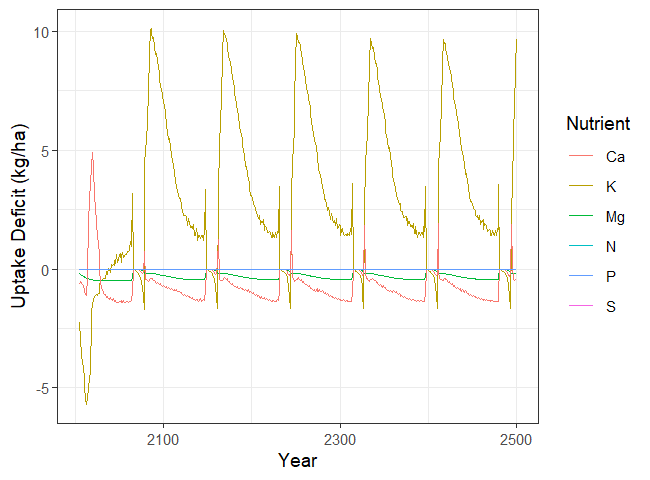 10
5
0
-5
Uptake Deficit (kg/ha)
2100
2300
2500
Year
Nutrient
Ca
K
Mg
N
P
S